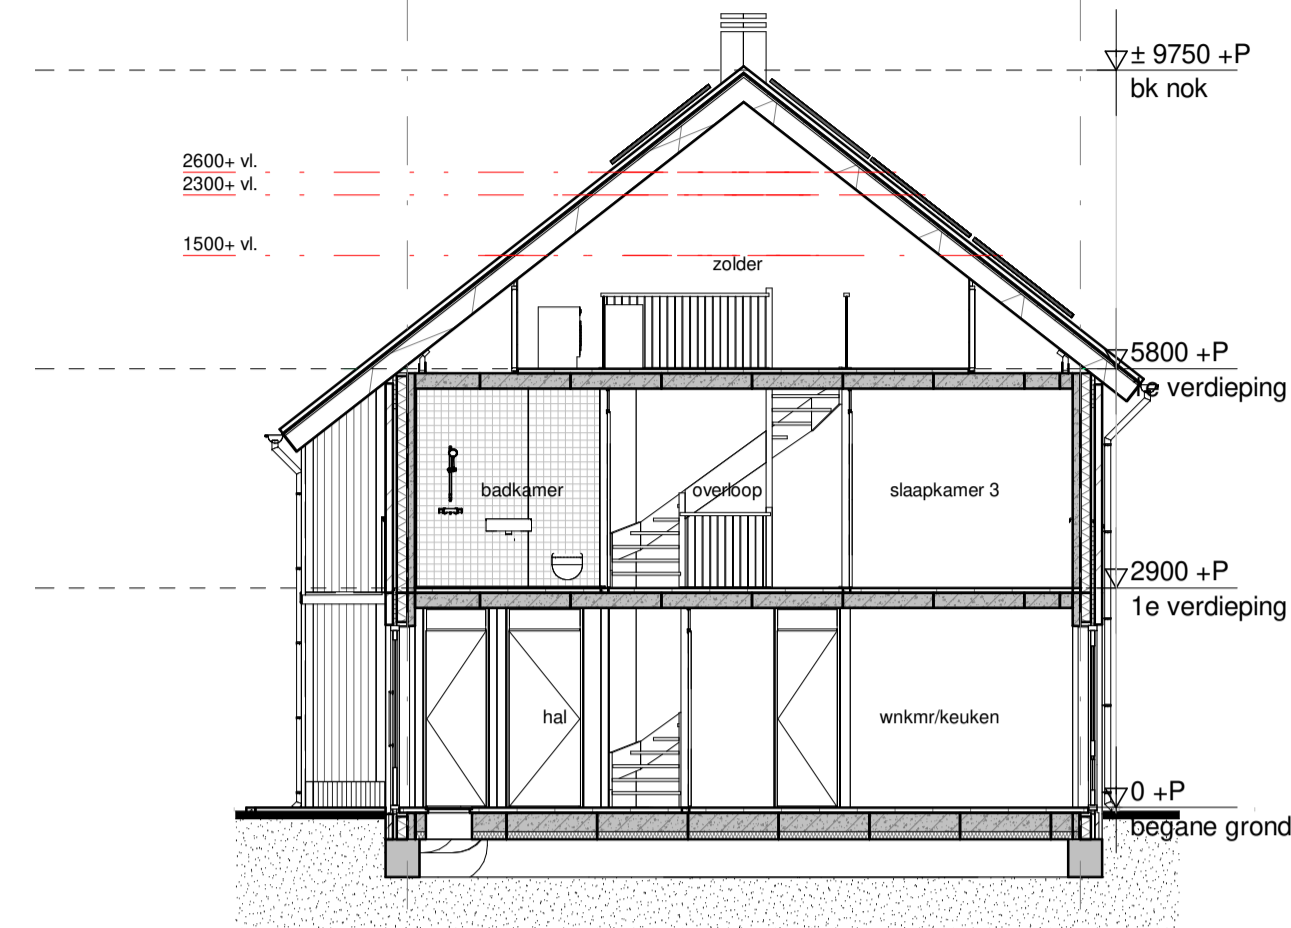 ± 9750 +P
bk nok
2600+ vl.
2300+ vl.
1500+ vl.
zolder
5800 +P
1e verdieping
badkamer
overloop
slaapkamer 3
2900 +P
1e verdieping
hal
wnkmr/keuken
0 +P
begane grond